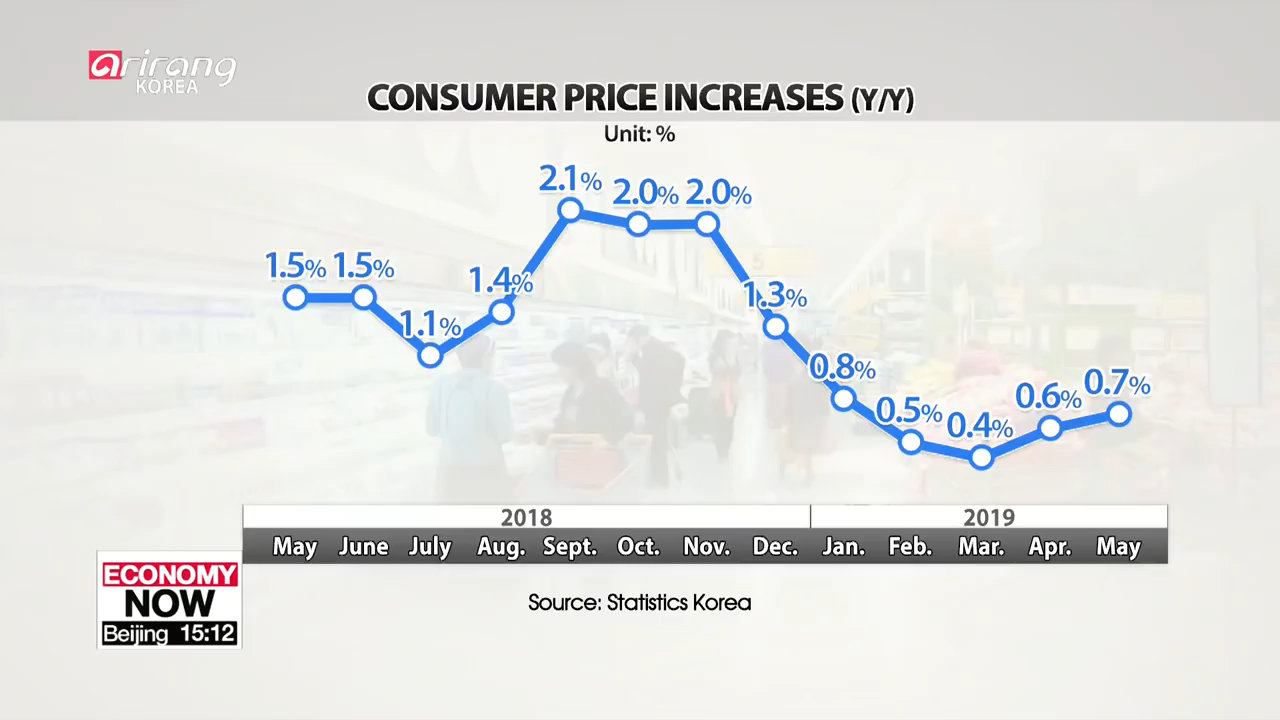 arirang
KOREA
CONSUMER PRICE INCREASES (Y/Y)
Unit: %
2.1%
2.0%
2.0%
1.5%
1.5%
1.4%
1.3%
1.1%
0.8%
0.7%
0.6%
0.5%
0.4%
2018
2019
May June July Aug. Sept. Oct. Nov. Dec. Jan. Feb. Mar. Apr. May
ECONOMY
NOW
Beijing 15:12
Source: Statistics Korea
5